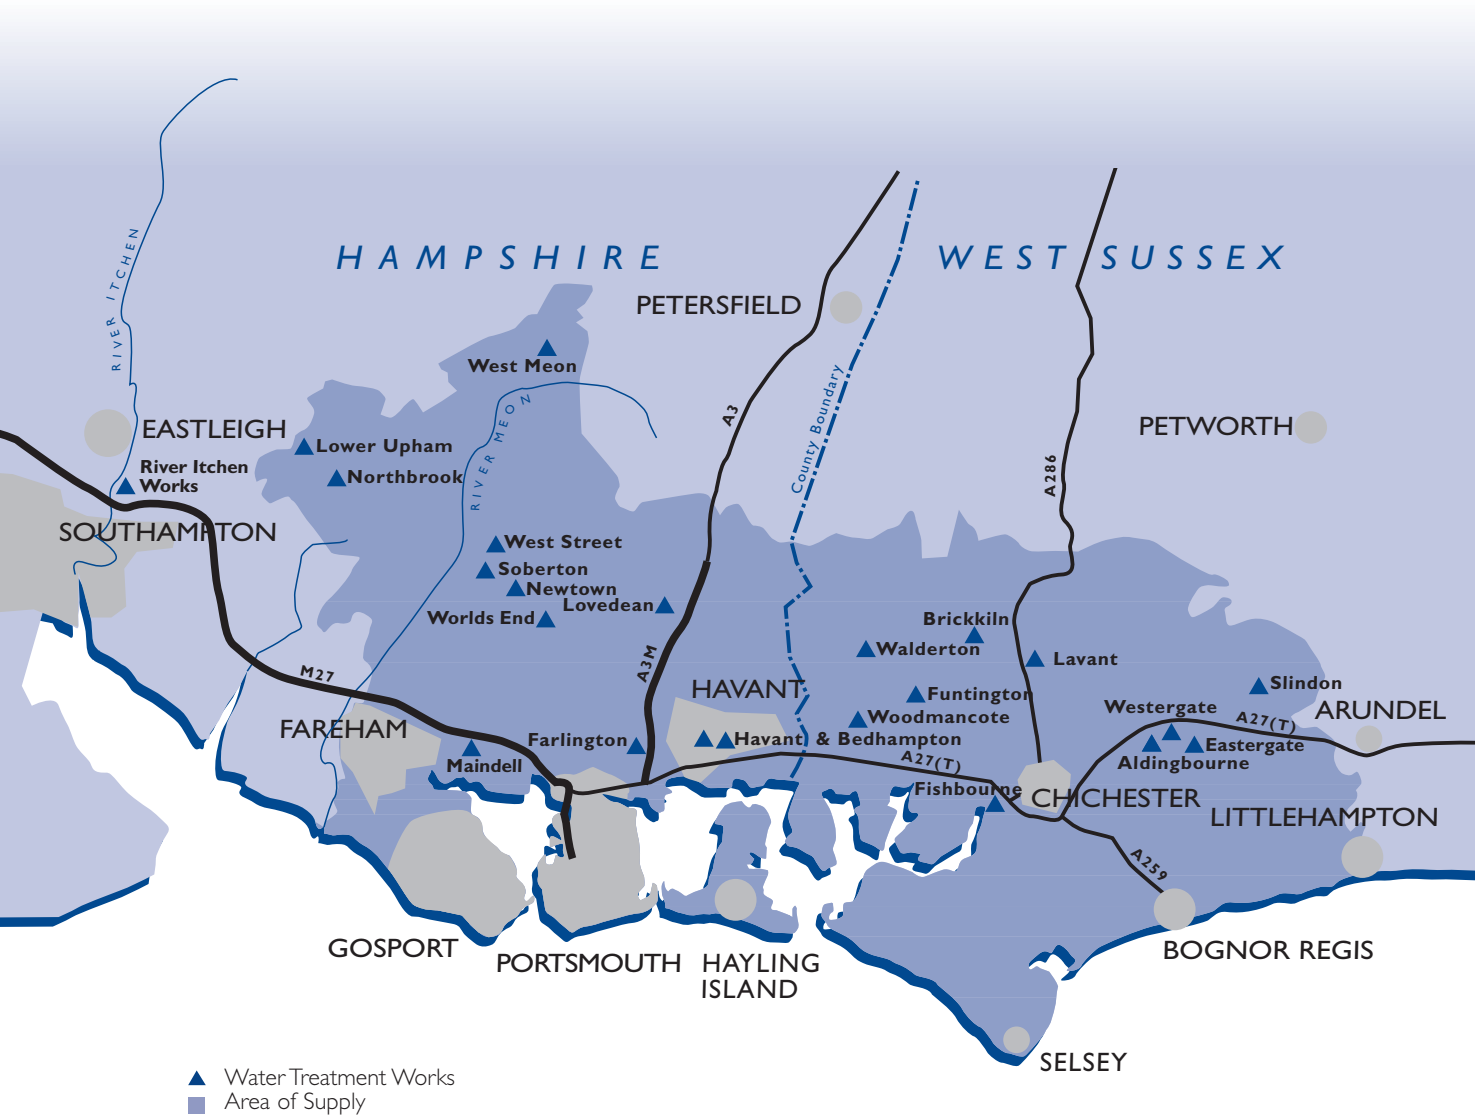 RIVER ITCHEN
HAMPSHIRE
WEST SUSSEX
PETERSFIELD
West Meon
RIVER MEON
A3
County Boundary
A286
PETWORTH
EASTLEIGH
Lower Upham
River Itchen
Works
Northbrook
SOUTHAMPTON
West Street
Soberton
Newtown
Lovedean
Worlds End
Brickkiln
Walderton
Lavant
A3M
M27
HAVANT
Funtington
Slindon
Westergate
ARUNDEL
Woodmancote
A27(T)
FAREHAM
Farlington
Havant & Bedhampton
Eastergate
Maindell
A27(T)
Aldingbourne
Fishbourne
CHICHESTER
LITTLEHAMPTON
A259
GOSPORT
PORTSMOUTH
HAYLING
ISLAND
BOGNOR REGIS
SELSEY
Water Treatment Works
Area of Supply